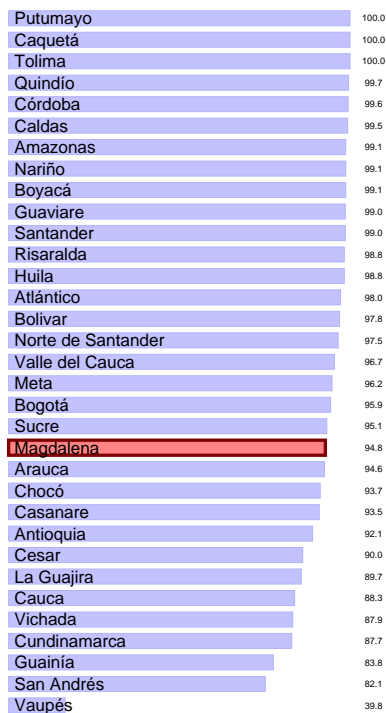 Putumayo 100.0
Caquetá 100.0
Tolima 100.0
Quindío 99.7
Córdoba 99.6
Caldas 99.5
Amazonas 99.1
Nariño 99.1
Boyacá 99.1
Guaviare 99.0
Santander 99.0
Risaralda 98.8
Huila 98.8
Atlántico 98.0
Bolivar 97.8
Norte de Santander 97.5
Valle del Cauca 96.7
Meta 96.2
Bogotá 95.9
Sucre 95.1
Magdalena 94.8
Arauca 94.6
Chocó 93.7
Casanare 93.5
Antioquia 92.1
Cesar 90.0
La Guajira 89.7
Cauca 88.3
Vichada 87.9
Cundinamarca 87.7
Guainía 83.8
San Andrés 82.1
Vaupés 39.8